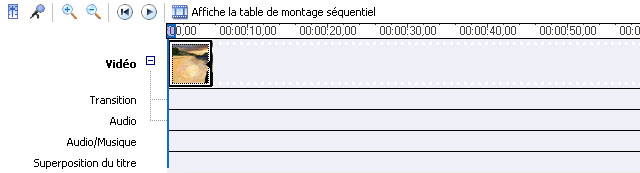 Affiche la table de montage séquentiel
00,00 00:00:10,00 00:00:20,00 00:00:30,00 00:00:40,00 00:00:50,00 00:0
Vidéo
Transition
Audio
Audio/Musique
Superposition du titre